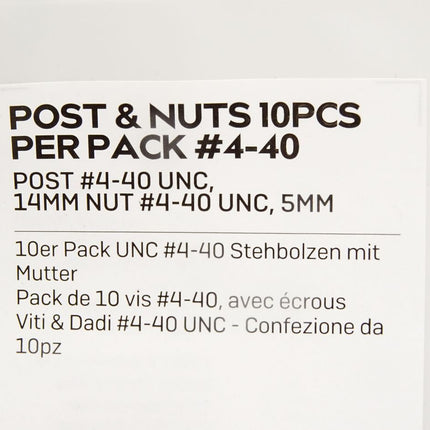 POST & NUTS 10PCS
PER PACK #4-40
POST #4-40 UNC,
14MM NUT #4-40 UNC, 5MM
10er Pack UNC #4-40 Stehbolzen mit
Mutter
Pack de 10 vis #4-40, avec écrous
Viti & Dadi #4-40 UNC - Confezione da
10pz